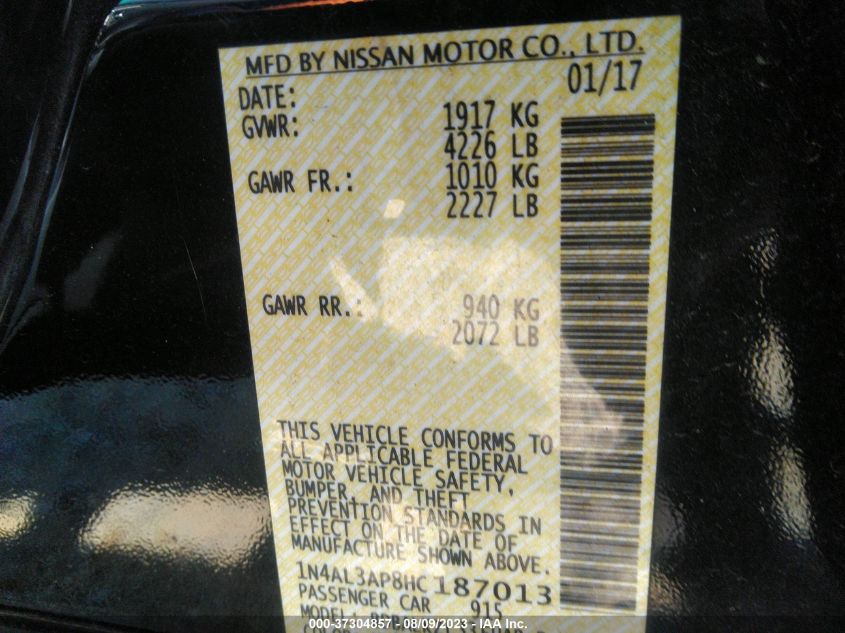 MFD BY NISSAN MOTOR CO., LTD.
DATE: 01/17
GVWR: 1917 KG
4226 LB
GAWR FR.: 1010 KG
2227 LB
GAWR RR.: 940 KG
2072 LB
THIS VEHICLE CONFORMS TO
ALL APPLICABLE FEDERAL
MOTOR VEHICLE SAFETY,
BUMPER, AND THEFT
PREVENTION STANDARDS IN
EFFECT ON THE DATE OF
MANUFACTURE SHOWN ABOVE.
1N4AL3AP8HC187013
PASSENGER CAR 915
MODEL:
000-37304857 - 08/09/2023 - IAA Inc.